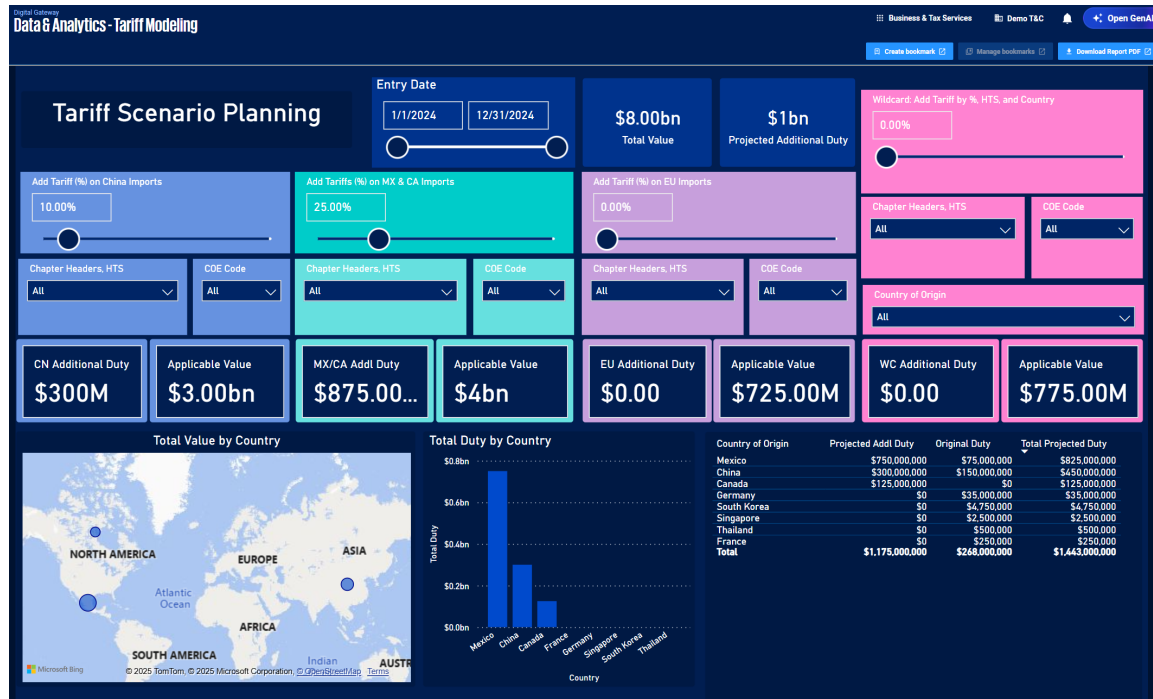 Digital Gateway
Data & Analytics - Tariff Modeling
Business & Tax Services
Demo T&C
Open GenAI
Create bookmark
Manage bookmarks
Download Report PDF
Tariff Scenario Planning
Entry Date
1/1/2024
12/31/2024
$8.00bn
Total Value
$1bn
Projected Additional Duty
Wildcard: Add Tariff by %, HTS, and Country
0.00%
Add Tariff (%) on China Imports
10.00%
Add Tariffs (%) on MX & CA Imports
25.00%
Add Tariff (%) on EU Imports
0.00%
Chapter Headers, HTS
All
COE Code
All
Chapter Headers, HTS
All
COE Code
All
Chapter Headers, HTS
All
COE Code
All
Chapter Headers, HTS
All
COE Code
All
Country of Origin
All
CN Additional Duty
$300M
Applicable Value
$3.00bn
MX/CA Addl Duty
$875.00...
Applicable Value
$4bn
EU Additional Duty
$0.00
Applicable Value
$725.00M
WC Additional Duty
$0.00
Applicable Value
$775.00M
Total Value by Country
NORTH AMERICA
EUROPE
ASIA
Atlantic
Ocean
AFRICA
SOUTH AMERICA
Indian
AUSTR
Microsoft Bing
© 2025 TomTom, © 2025 Microsoft Corporation, © OpenStreetMap Terms
Total Duty by Country
Total Duty
$0.8bn
$0.6bn
$0.4bn
$0.2bn
$0.0bn
Mexico
China
Canada
France
Germany
Singapore
South Korea
Thailand
Country
Country of Origin Projected Addl Duty Original Duty Total Projected Duty
Mexico $750,000,000 $75,000,000 $825,000,000
China $300,000,000 $150,000,000 $450,000,000
Canada $125,000,000 $0 $125,000,000
Germany $0 $35,000,000 $35,000,000
South Korea $0 $4,750,000 $4,750,000
Singapore $0 $2,500,000 $2,500,000
Thailand $0 $500,000 $500,000
France $0 $250,000 $250,000
Total $1,175,000,000 $268,000,000 $1,443,000,000